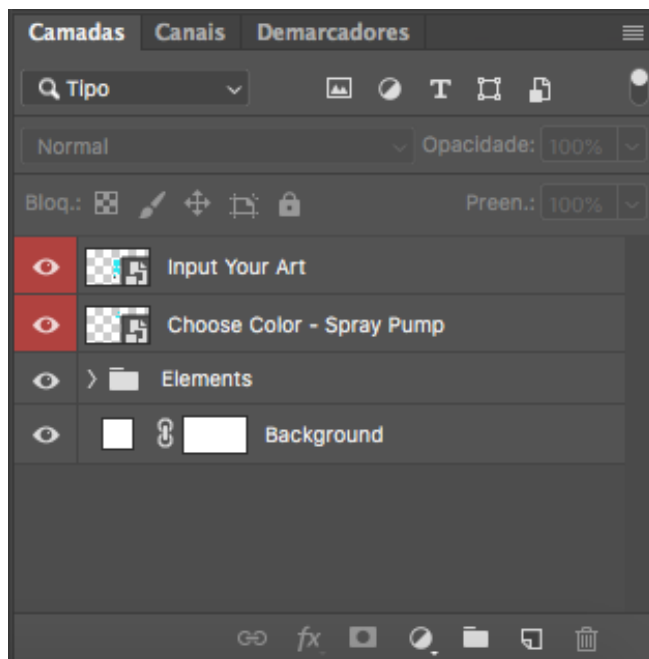 Camadas Canais Demarcadores
Tipo
Normal Opacidade: 100%
Bloq.: Preen.: 100%
Input Your Art
Choose Color - Spray Pump
Elements
Background
fx